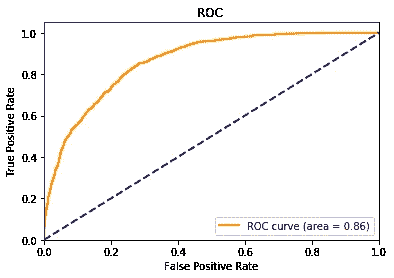 ROC
1.0
0.8
0.6
0.4
0.2
0.0
True Positive Rate
ROC curve (area = 0.86)
0.0 0.2 0.4 0.6 0.8 1.0
False Positive Rate